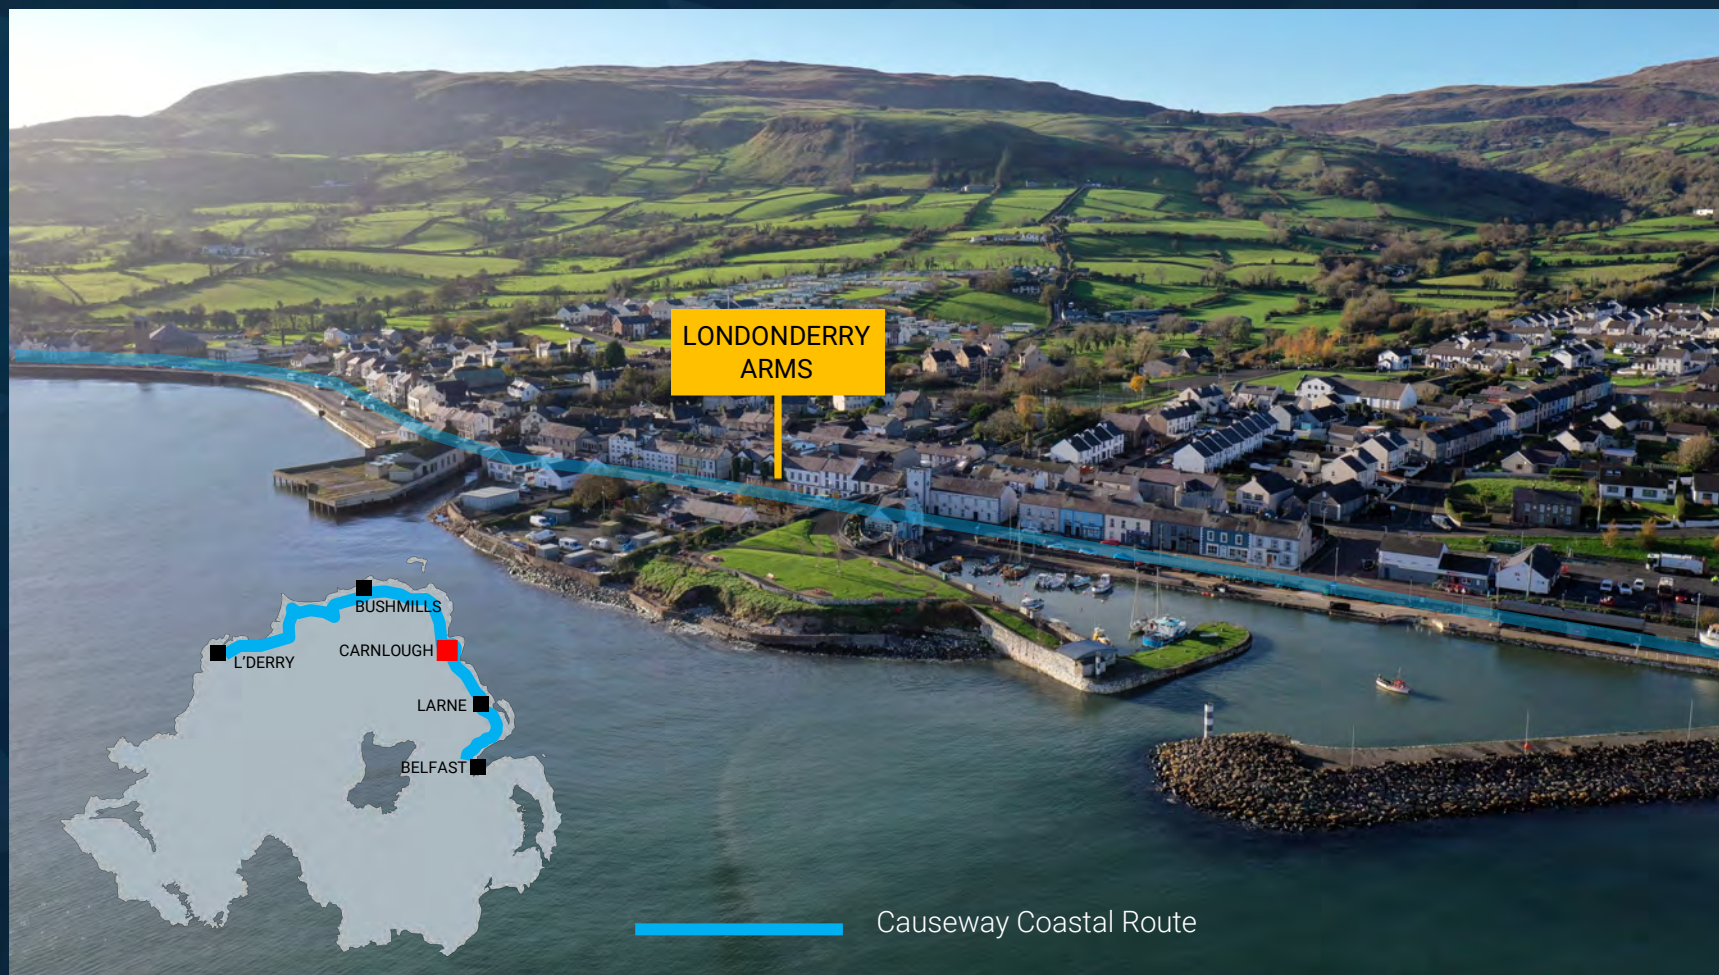 LONDONDERRY
ARMS
BUSHMILLS
CARNLOUGH
L'DERRY
LARNE
BELFAST
Causeway Coastal Route